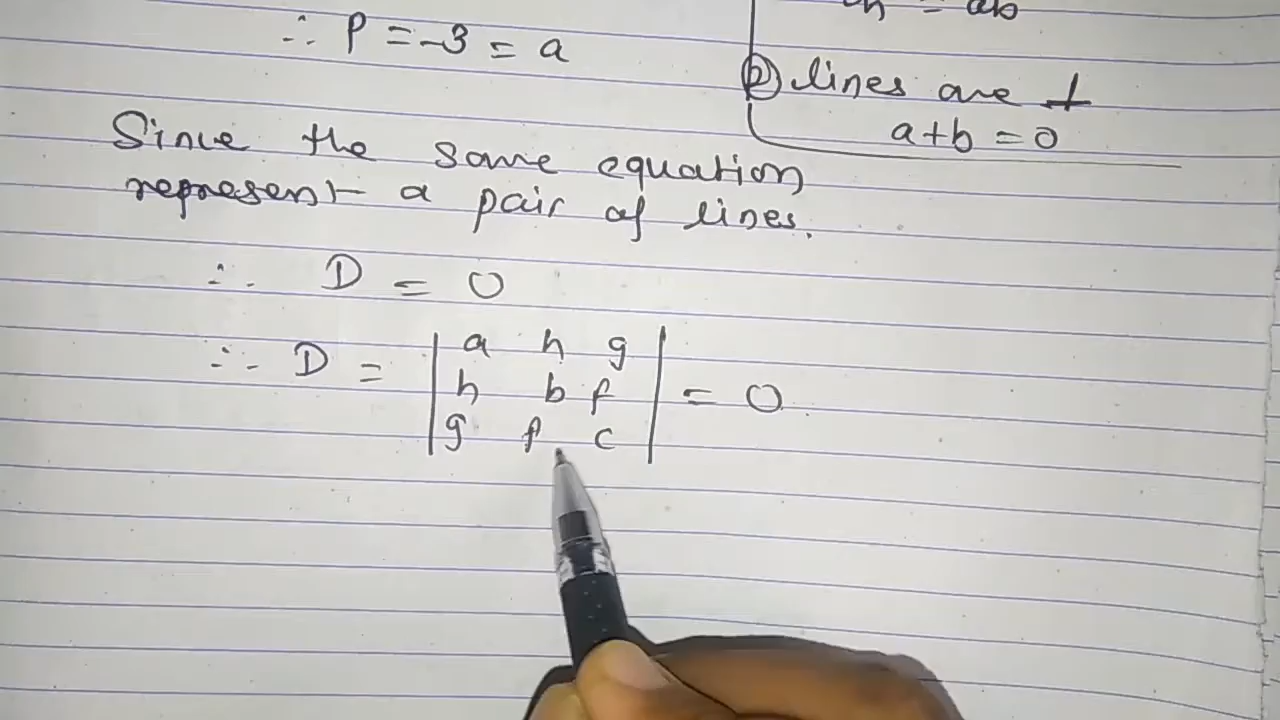 ∴ P = -3 = a
② lines are ⊥
a+b = 0
Since the same equation
represent a pair of lines.
∴ D = 0
∴ D = | a h g |
| h b f | = 0
| g f c |